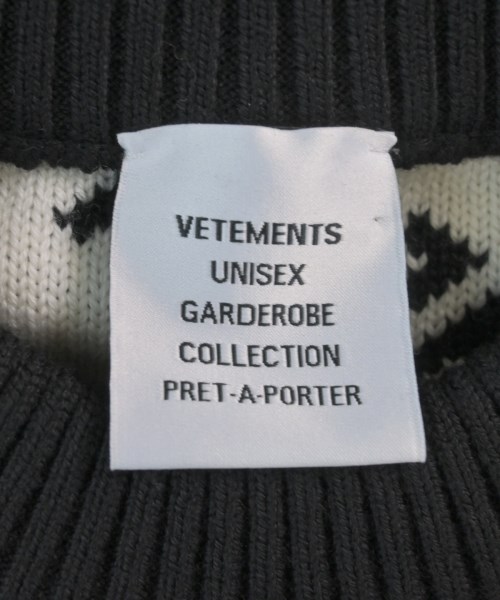 VETEMENTS
UNISEX
GARDEROBE
COLLECTION
PRET-A-PORTER